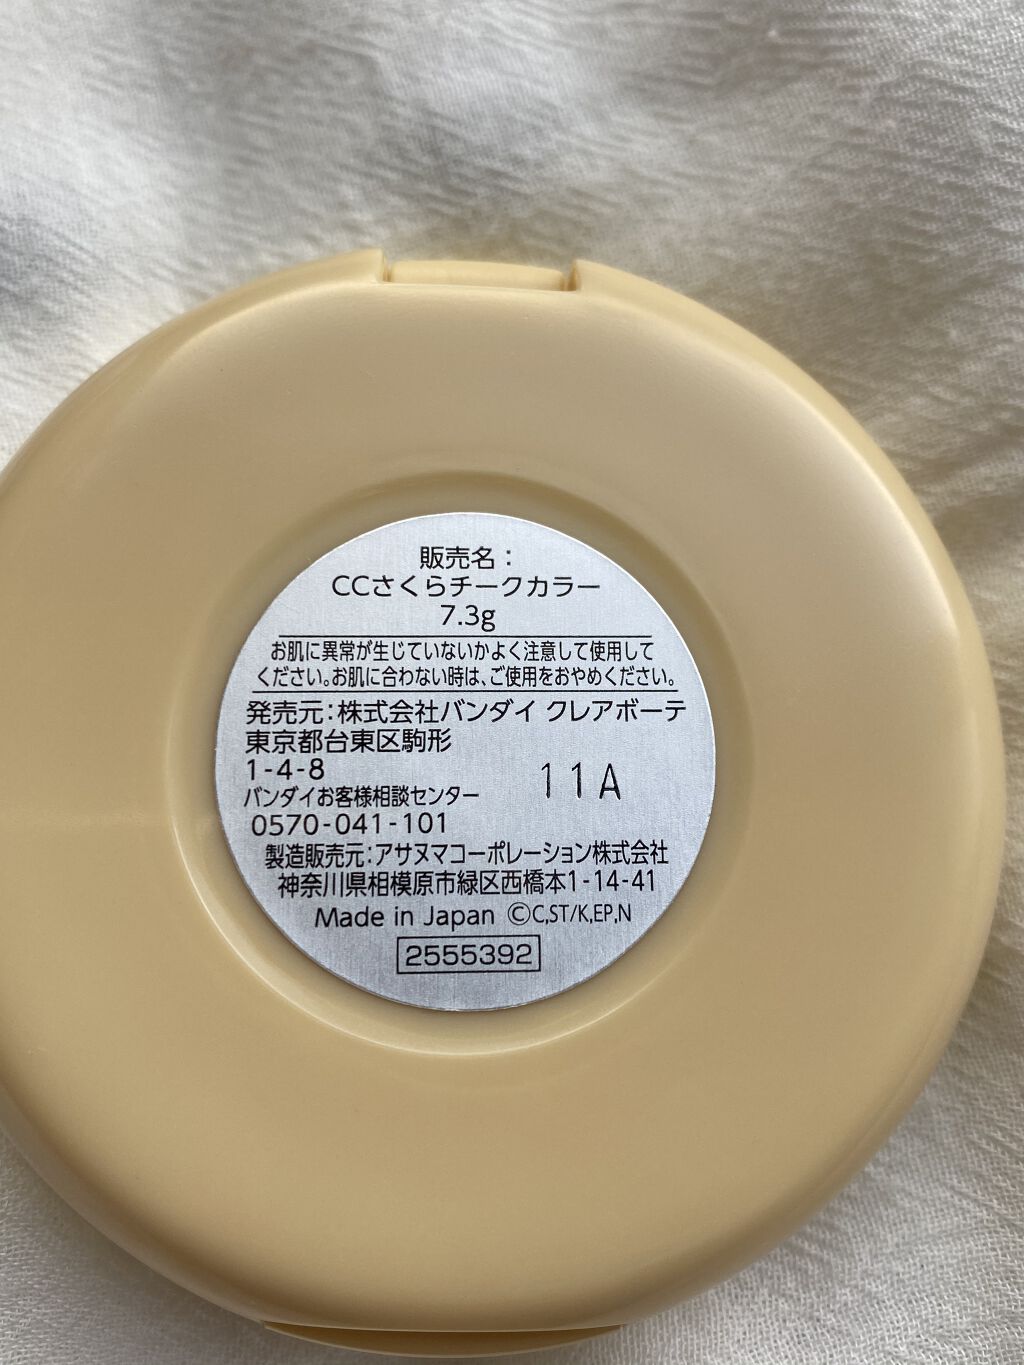 販売名：
CCさくらチークカラー
7.3g
お肌に異常が生じていないかよく注意して使用して
ください。お肌に合わない時は、ご使用をおやめください。
発売元：株式会社バンダイ クレアボーテ
東京都台東区駒形
1-4-8
11A
バンダイお客様相談センター
0570-041-101
製造販売元：アサヌマコーポレーション株式会社
神奈川県相模原市緑区西橋本1-14-41
Made in Japan ©C,ST/K,EP,N
2555392